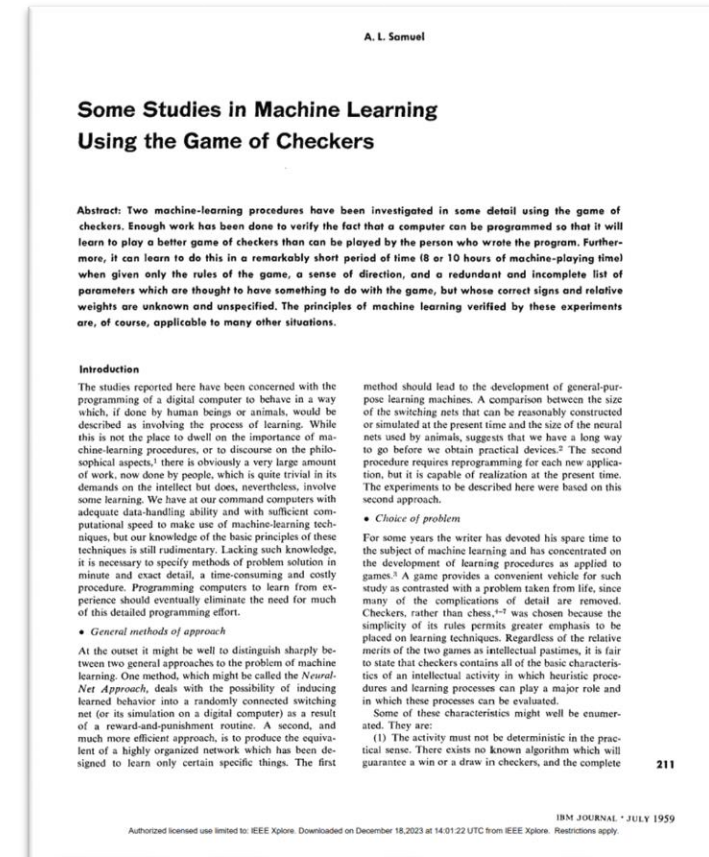 A. L. Samuel
Some Studies in Machine Learning
Using the Game of Checkers
Abstract: Two machine-learning procedures have been investigated in some detail using the game of
checkers. Enough work has been done to verify the fact that a computer can be programmed so that it will
learn to play a better game of checkers than can be played by the person who wrote the program. Further-
more, it can learn to do this in a remarkably short period of time (8 or 10 hours of machine-playing time)
when given only the rules of the game, a sense of direction, and a redundant and incomplete list of
parameters which are thought to have something to do with the game, but whose correct signs and relative
weights are unknown and unspecified. The principles of machine learning verified by these experiments
are, of course, applicable to many other situations.
Introduction
The studies reported here have been concerned with the
programming of a digital computer to behave in a way
which, if done by human beings or animals, would be
described as involving the process of learning. While
this is not the place to dwell on the importance of ma-
chine-learning procedures, or to discourse on the philo-
sophical aspects,¹ there is obviously a very large amount
of work, now done by people, which is quite trivial in its
demands on the intellect but does, nevertheless, involve
some learning. We have at our command computers with
adequate data-handling ability and with sufficient com-
putational speed to make use of machine-learning tech-
niques, but our knowledge of the basic principles of these
techniques is still rudimentary. Lacking such knowledge,
it is necessary to specify methods of problem solution in
minute and exact detail, a time-consuming and costly
procedure. Programming computers to learn from ex-
perience should eventually eliminate the need for much
of this detailed programming effort.
• General methods of approach
At the outset it might be well to distinguish sharply be-
tween two general approaches to the problem of machine
learning. One method, which might be called the Neural-
Net Approach, deals with the possibility of inducing
learned behavior into a randomly connected switching
net (or its simulation on a digital computer) as a result
of a reward-and-punishment routine. A second, and
much more efficient approach, is to produce the equiva-
lent of a highly organized network which has been de-
signed to learn only certain specific things. The first
method should lead to the development of general-pur-
pose learning machines. A comparison between the size
of the switching nets that can be reasonably constructed
or simulated at the present time and the size of the neural
nets used by animals, suggests that we have a long way
to go before we obtain practical devices.² The second
procedure requires reprogramming for each new applica-
tion, but it is capable of realization at the present time.
The experiments to be described here were based on this
second approach.
• Choice of problem
For some years the writer has devoted his spare time to
the subject of machine learning and has concentrated on
the development of learning procedures as applied to
games.³ A game provides a convenient vehicle for such
study as contrasted with a problem taken from life, since
many of the complications of detail are removed.
Checkers, rather than chess,⁴⁻⁷ was chosen because the
simplicity of its rules permits greater emphasis to be
placed on learning techniques. Regardless of the relative
merits of the two games as intellectual pastimes, it is fair
to state that checkers contains all of the basic characteris-
tics of an intellectual activity in which heuristic proce-
dures and learning processes can play a major role and
in which these processes can be evaluated.
Some of these characteristics might well be enumer-
ated. They are:
(1) The activity must not be deterministic in the prac-
tical sense. There exists no known algorithm which will
guarantee a win or a draw in checkers, and the complete
211
IBM JOURNAL • JULY 1959
Authorized licensed use limited to: IEEE Xplore. Downloaded on December 18,2023 at 14:01:22 UTC from IEEE Xplore. Restrictions apply.